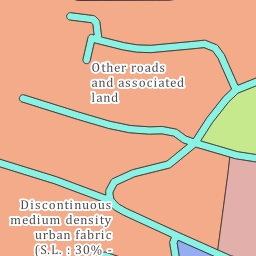 Other roads
and associated
land
Discontinuous
medium density
urban fabric
(S.L. : 30% -